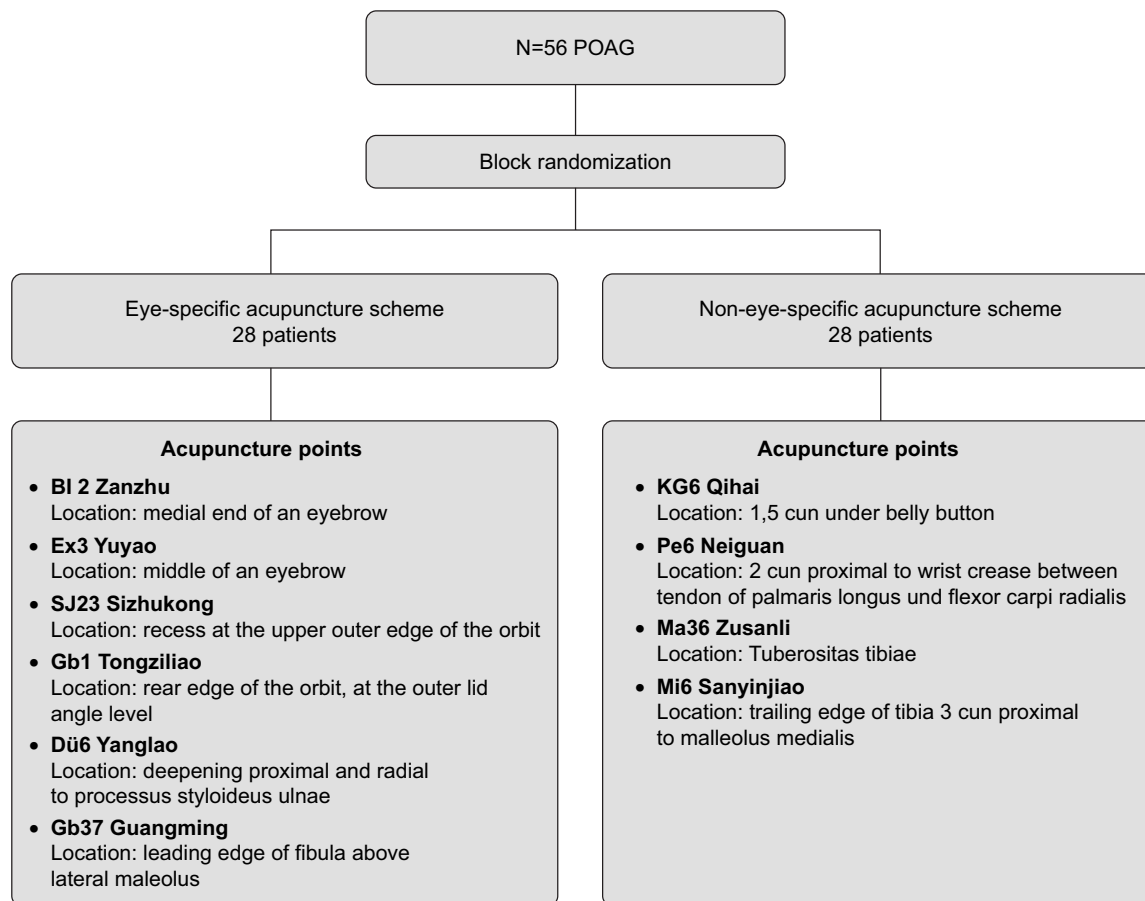 N=56 POAG
Block randomization
Eye-specific acupuncture scheme
28 patients
Non-eye-specific acupuncture scheme
28 patients
Acupuncture points
• Bl 2 Zanzhu
Location: medial end of an eyebrow
• Ex3 Yuyao
Location: middle of an eyebrow
• SJ23 Sizhukong
Location: recess at the upper outer edge of the orbit
• Gb1 Tongziliao
Location: rear edge of the orbit, at the outer lid
angle level
• Dü6 Yanglao
Location: deepening proximal and radial
to processus styloideus ulnae
• Gb37 Guangming
Location: leading edge of fibula above
lateral maleolus
Acupuncture points
• KG6 Qihai
Location: 1,5 cun under belly button
• Pe6 Neiguan
Location: 2 cun proximal to wrist crease between
tendon of palmaris longus und flexor carpi radialis
• Ma36 Zusanli
Location: Tuberositas tibiae
• Mi6 Sanyinjiao
Location: trailing edge of tibia 3 cun proximal
to malleolus medialis